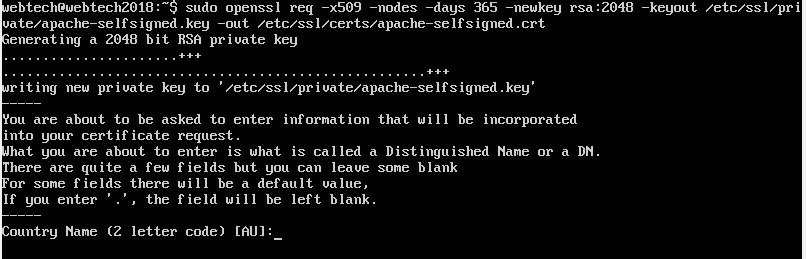 webtech@webtech2018:~$ sudo openssl req -x509 -nodes -days 365 -newkey rsa:2048 -keyout /etc/ssl/pri
vate/apache-selfsigned.key -out /etc/ssl/certs/apache-selfsigned.crt
Generating a 2048 bit RSA private key
......................+++
.....................................................+++
writing new private key to '/etc/ssl/private/apache-selfsigned.key'
-----
You are about to be asked to enter information that will be incorporated
into your certificate request.
What you are about to enter is what is called a Distinguished Name or a DN.
There are quite a few fields but you can leave some blank
For some fields there will be a default value,
If you enter '.', the field will be left blank.
-----
Country Name (2 letter code) [AU]:_